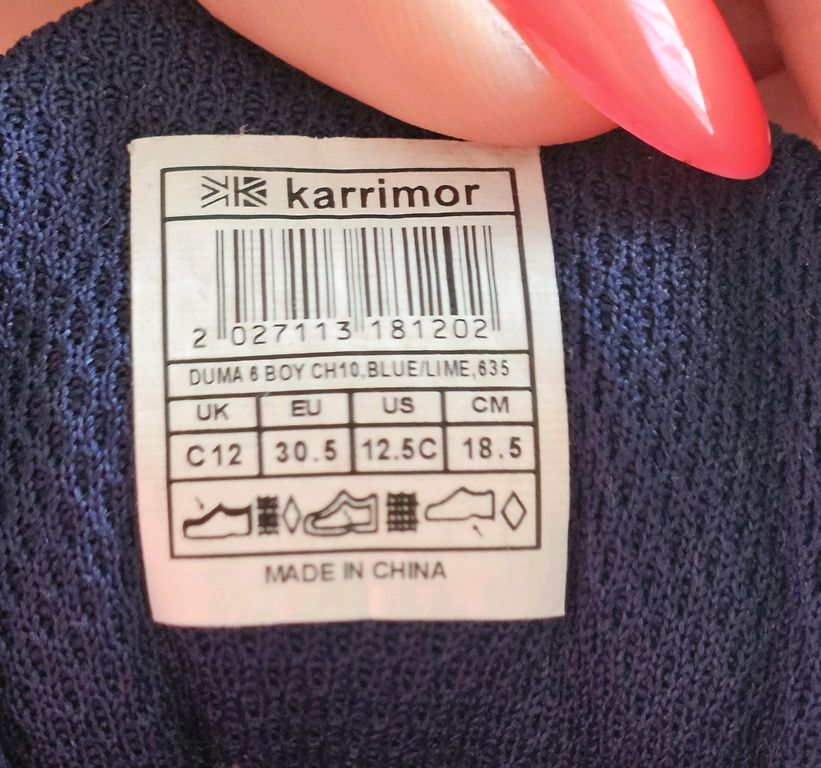 karrimor
2 027113 181202
DUMA 6 BOY CH10,BLUE/LIME,635
UK EU US CM
C12 30.5 12.5C 18.5
MADE IN CHINA